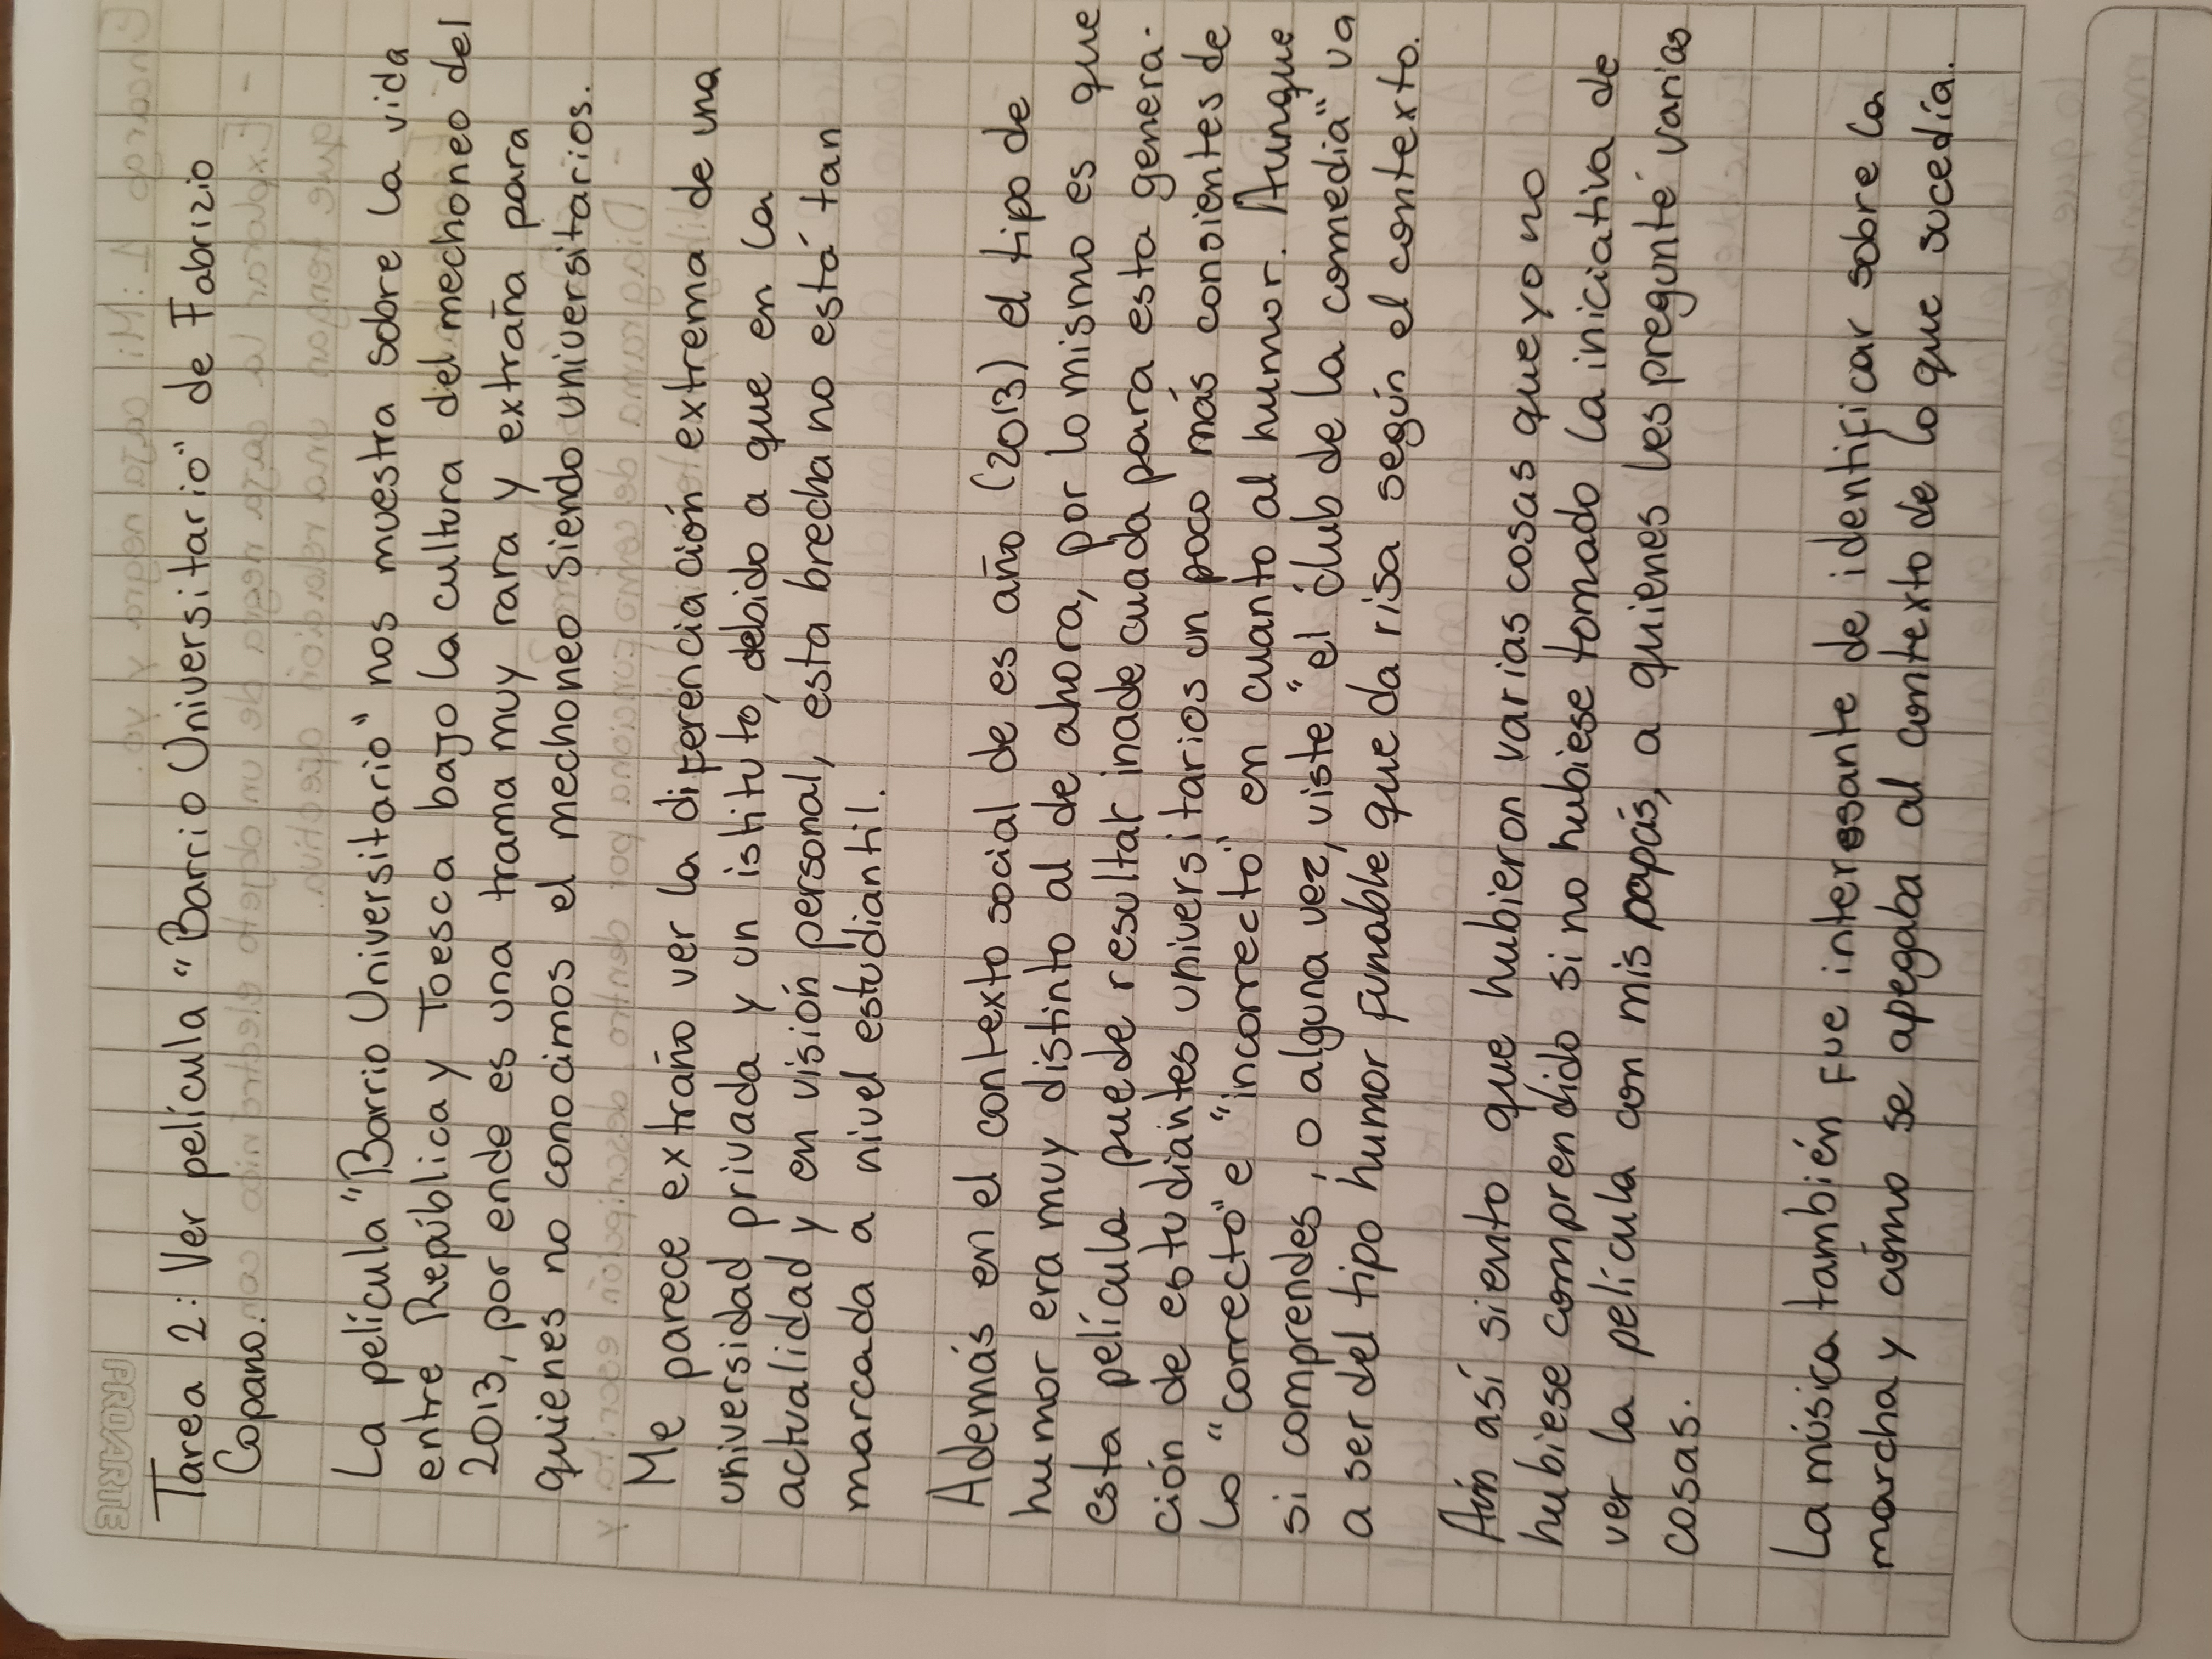 PROARTE
Tarea 2: Ver película "Barrio Universitario" de Fabrizio
Copano.
La película "Barrio Universitario" nos muestra sobre la vida
entre República y Toesca bajo la cultura del mechoneo del
2013, por ende es una trama muy rara y extraña para
quienes no conocimos el mechoneo siendo universitarios.
Me parece extraño ver la diferenciación extrema de una
universidad privada y un istituto, debido a que en la
actualidad y en visión personal, esta brecha no está tan
marcada a nivel estudiantil.
Además en el contexto social de es año (2013) el tipo de
humor era muy distinto al de ahora, por lo mismo es que
esta película puede resultar inadecuada para esta genera-
ción de estudiantes universitarios un poco más consientes de
lo "correcto" e "incorrecto" en cuanto al humor. Aunque
si comprendes, o alguna vez, viste "el club de la comedia" va
a ser del tipo humor funable que da risa según el contexto.
Aún así siento que hubieron varias cosas que yo no
hubiese comprendido si no hubiese tomado la iniciativa de
ver la película con mis papás, a quienes les pregunté varias
cosas.
La música también fue interesante de identificar sobre la
marcha y cómo se apegaba al contexto de lo que sucedía.